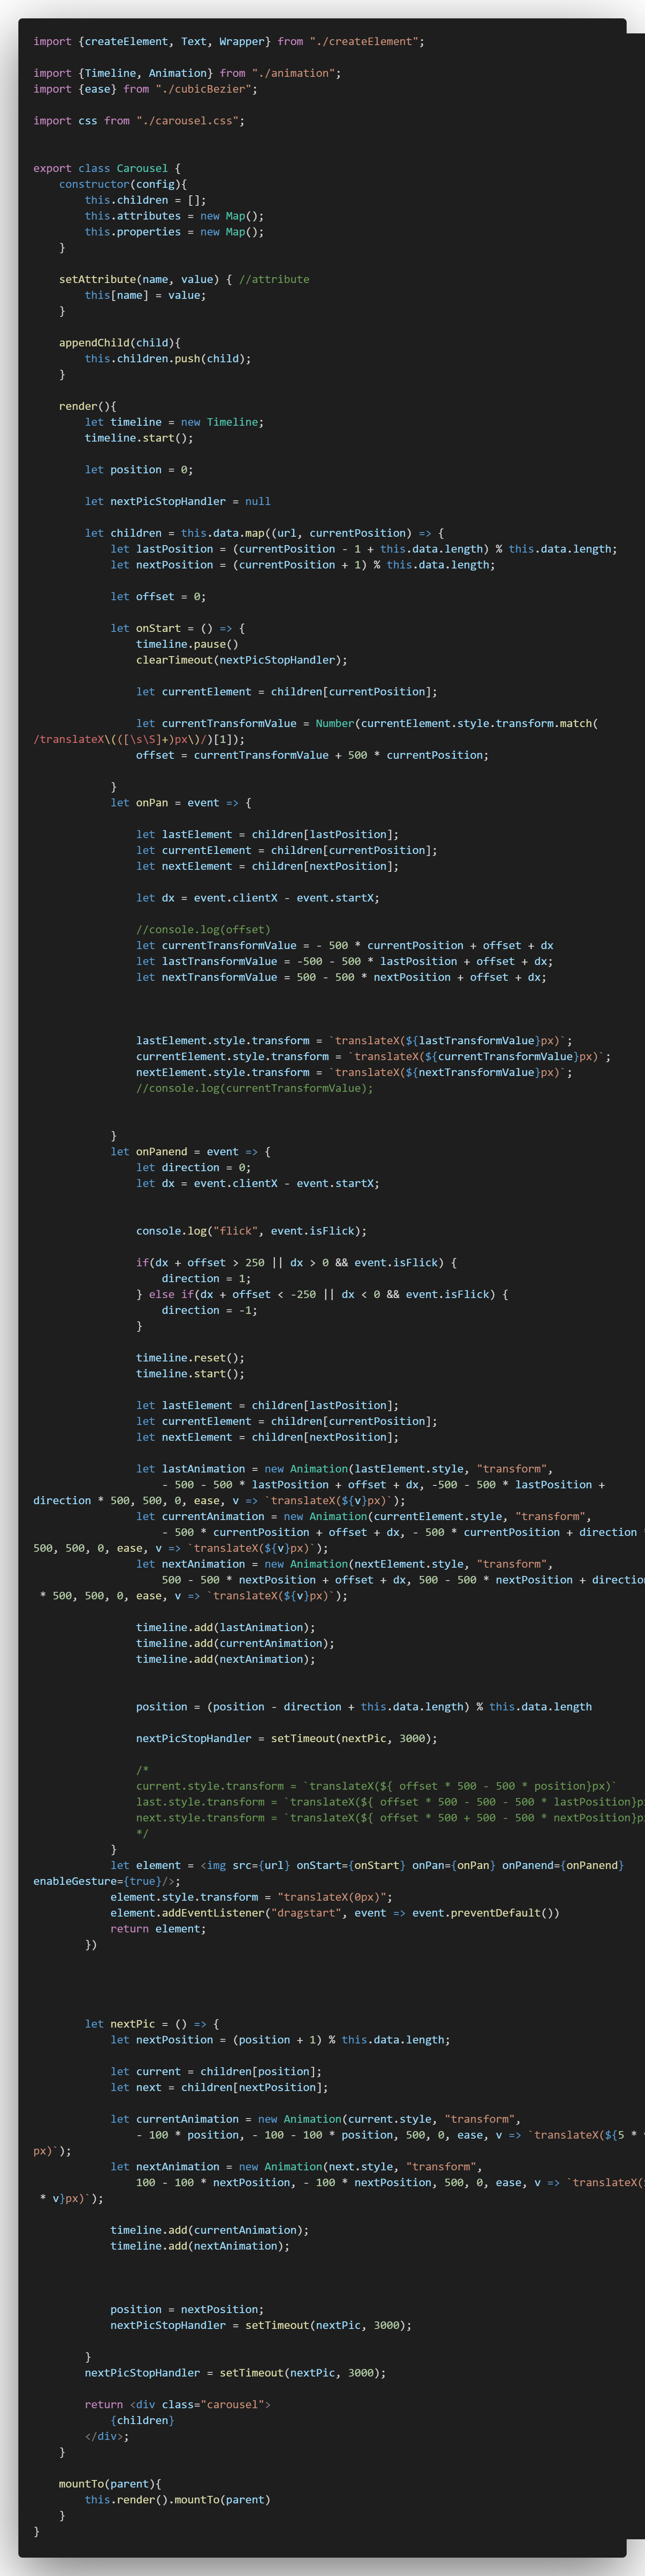 import {createElement, Text, Wrapper} from "./createElement";
import {Timeline, Animation} from "./animation";
import {ease} from "./cubicBezier";
import css from "./carousel.css";
export class Carousel {
constructor(config){
this.children = [];
this.attributes = new Map();
this.properties = new Map();
}
setAttribute(name, value) { //attribute
this[name] = value;
}
appendChild(child){
this.children.push(child);
}
render(){
let timeline = new Timeline;
timeline.start();
let position = 0;
let nextPicStopHandler = null
let children = this.data.map((url, currentPosition) => {
let lastPosition = (currentPosition - 1 + this.data.length) % this.data.length;
let nextPosition = (currentPosition + 1) % this.data.length;
let offset = 0;
let onStart = () => {
timeline.pause()
clearTimeout(nextPicStopHandler);
let currentElement = children[currentPosition];
let currentTransformValue = Number(currentElement.style.transform.match(
/translateX\(([\s\S]+)px\)/)[1]);
offset = currentTransformValue + 500 * currentPosition;
}
let onPan = event => {
let lastElement = children[lastPosition];
let currentElement = children[currentPosition];
let nextElement = children[nextPosition];
let dx = event.clientX - event.startX;
//console.log(offset)
let currentTransformValue = - 500 * currentPosition + offset + dx
let lastTransformValue = -500 - 500 * lastPosition + offset + dx;
let nextTransformValue = 500 - 500 * nextPosition + offset + dx;
lastElement.style.transform = `translateX(${lastTransformValue}px)`;
currentElement.style.transform = `translateX(${currentTransformValue}px)`;
nextElement.style.transform = `translateX(${nextTransformValue}px)`;
//console.log(currentTransformValue);
}
let onPanend = event => {
let direction = 0;
let dx = event.clientX - event.startX;
console.log("flick", event.isFlick);
if(dx + offset > 250 || dx > 0 && event.isFlick) {
direction = 1;
} else if(dx + offset < -250 || dx < 0 && event.isFlick) {
direction = -1;
}
timeline.reset();
timeline.start();
let lastElement = children[lastPosition];
let currentElement = children[currentPosition];
let nextElement = children[nextPosition];
let lastAnimation = new Animation(lastElement.style, "transform",
- 500 - 500 * lastPosition + offset + dx, -500 - 500 * lastPosition +
direction * 500, 500, 0, ease, v => `translateX(${v}px)`);
let currentAnimation = new Animation(currentElement.style, "transform",
- 500 * currentPosition + offset + dx, - 500 * currentPosition + direction
500, 500, 0, ease, v => `translateX(${v}px)`);
let nextAnimation = new Animation(nextElement.style, "transform",
500 - 500 * nextPosition + offset + dx, 500 - 500 * nextPosition +
* 500, 500, 0, ease, v => `translateX(${v}px)`);
timeline.add(lastAnimation);
timeline.add(currentAnimation);
timeline.add(nextAnimation);
position = (position - direction + this.data.length) % this.data.length
nextPicStopHandler = setTimeout(nextPic, 3000);
/*
current.style.transform = `translateX(${ offset * 500 - 500 * position}px)`
last.style.transform = `translateX(${ offset * 500 - 500 - 500 * lastPosition}
next.style.transform = `translateX(${ offset * 500 + 500 - 500 * nextPosition}
*/
}
let element = <img src={url} onStart={onStart} onPan={onPan} onPanend={onPanend}
enableGesture={true}/>;
element.style.transform = "translateX(0px)";
element.addEventListener("dragstart", event => event.preventDefault())
return element;
})
let nextPic = () => {
let nextPosition = (position + 1) % this.data.length;
let current = children[position];
let next = children[nextPosition];
let currentAnimation = new Animation(current.style, "transform",
- 100 * position, - 100 - 100 * position, 500, 0, ease, v => `translateX(${5 *
px)`);
let nextAnimation = new Animation(next.style, "transform",
100 - 100 * nextPosition, - 100 * nextPosition, 500, 0, ease, v => `translateX(
* v}px)`);
timeline.add(currentAnimation);
timeline.add(nextAnimation);
position = nextPosition;
nextPicStopHandler = setTimeout(nextPic, 3000);
}
nextPicStopHandler = setTimeout(nextPic, 3000);
return <div class="carousel">
{children}
</div>;
}
mountTo(parent){
this.render().mountTo(parent)
}
}